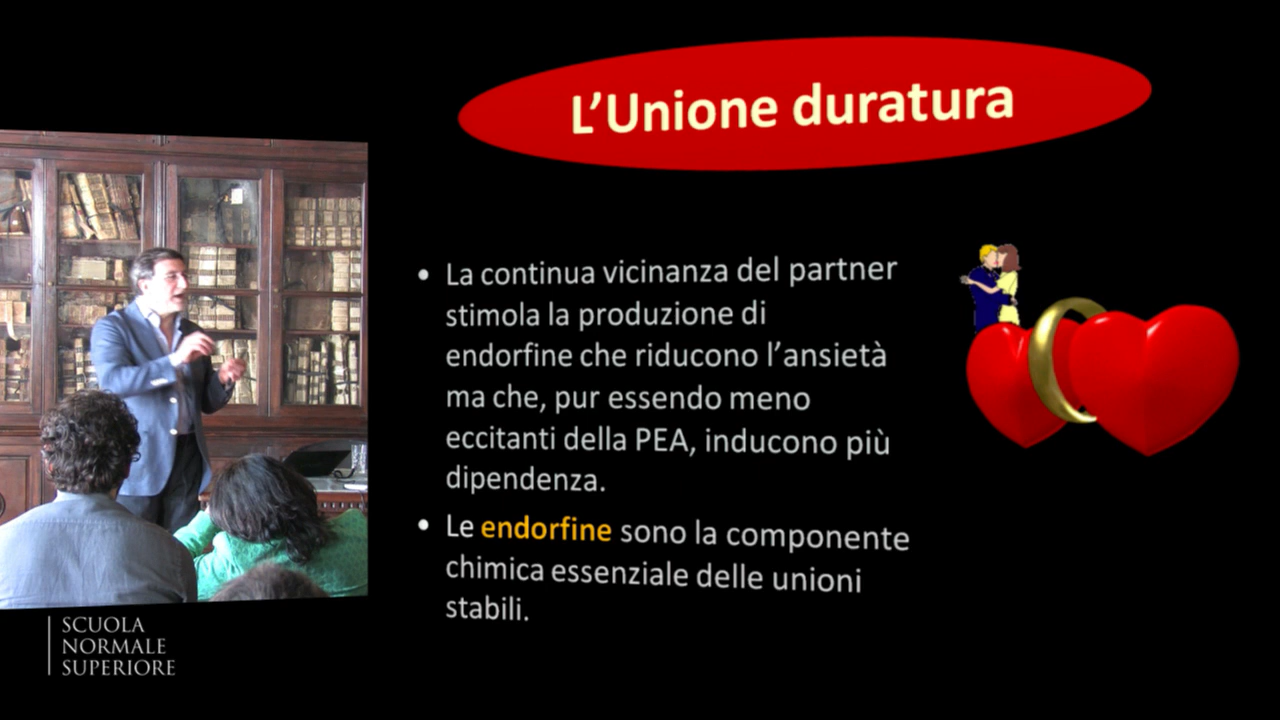 L’Unione duratura
• La continua vicinanza del partner
stimola la produzione di
endorfine che riducono l’ansietà
ma che, pur essendo meno
eccitanti della PEA, inducono più
dipendenza.
• Le endorfine sono la componente
chimica essenziale delle unioni
stabili.
SCUOLA
NORMALE
SUPERIORE